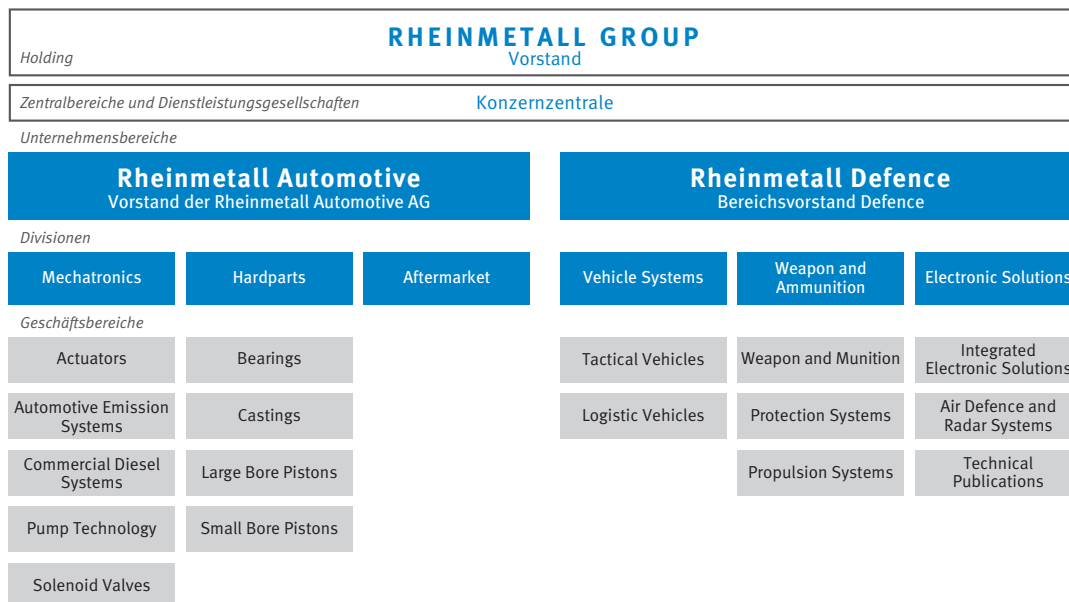 RHEINMETALL GROUP
Holding
Vorstand
Zentralbereiche und Dienstleistungsgesellschaften
Konzernzentrale
Unternehmensbereiche
Rheinmetall Automotive
Vorstand der Rheinmetall Automotive AG
Rheinmetall Defence
Bereichsvorstand Defence
Divisionen
Mechatronics
Hardparts
Aftermarket
Vehicle Systems
Weapon and
Ammunition
Electronic Solutions
Geschäftsbereiche
Actuators
Bearings
Tactical Vehicles
Weapon and Munition
Integrated
Electronic Solutions
Automotive Emission
Systems
Castings
Logistic Vehicles
Protection Systems
Air Defence and
Radar Systems
Commercial Diesel
Systems
Large Bore Pistons
Propulsion Systems
Technical
Publications
Pump Technology
Small Bore Pistons
Solenoid Valves